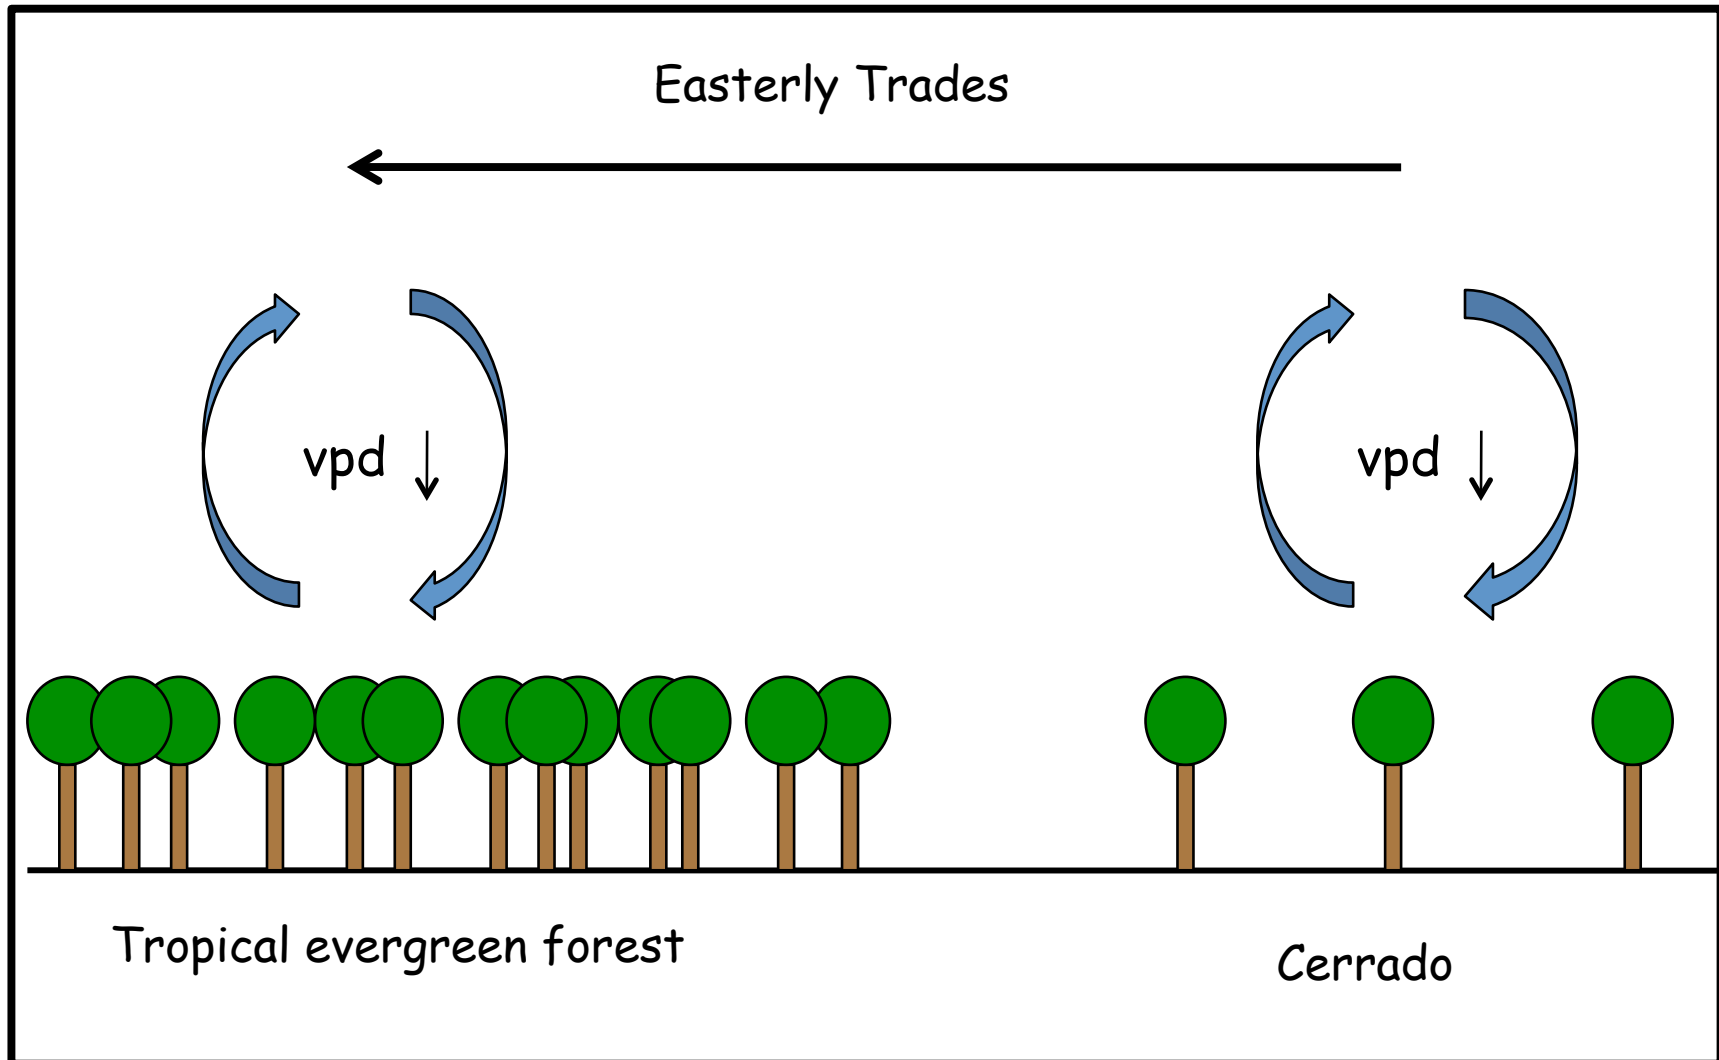 Easterly Trades
vpd
vpd
Tropical evergreen forest
Cerrado